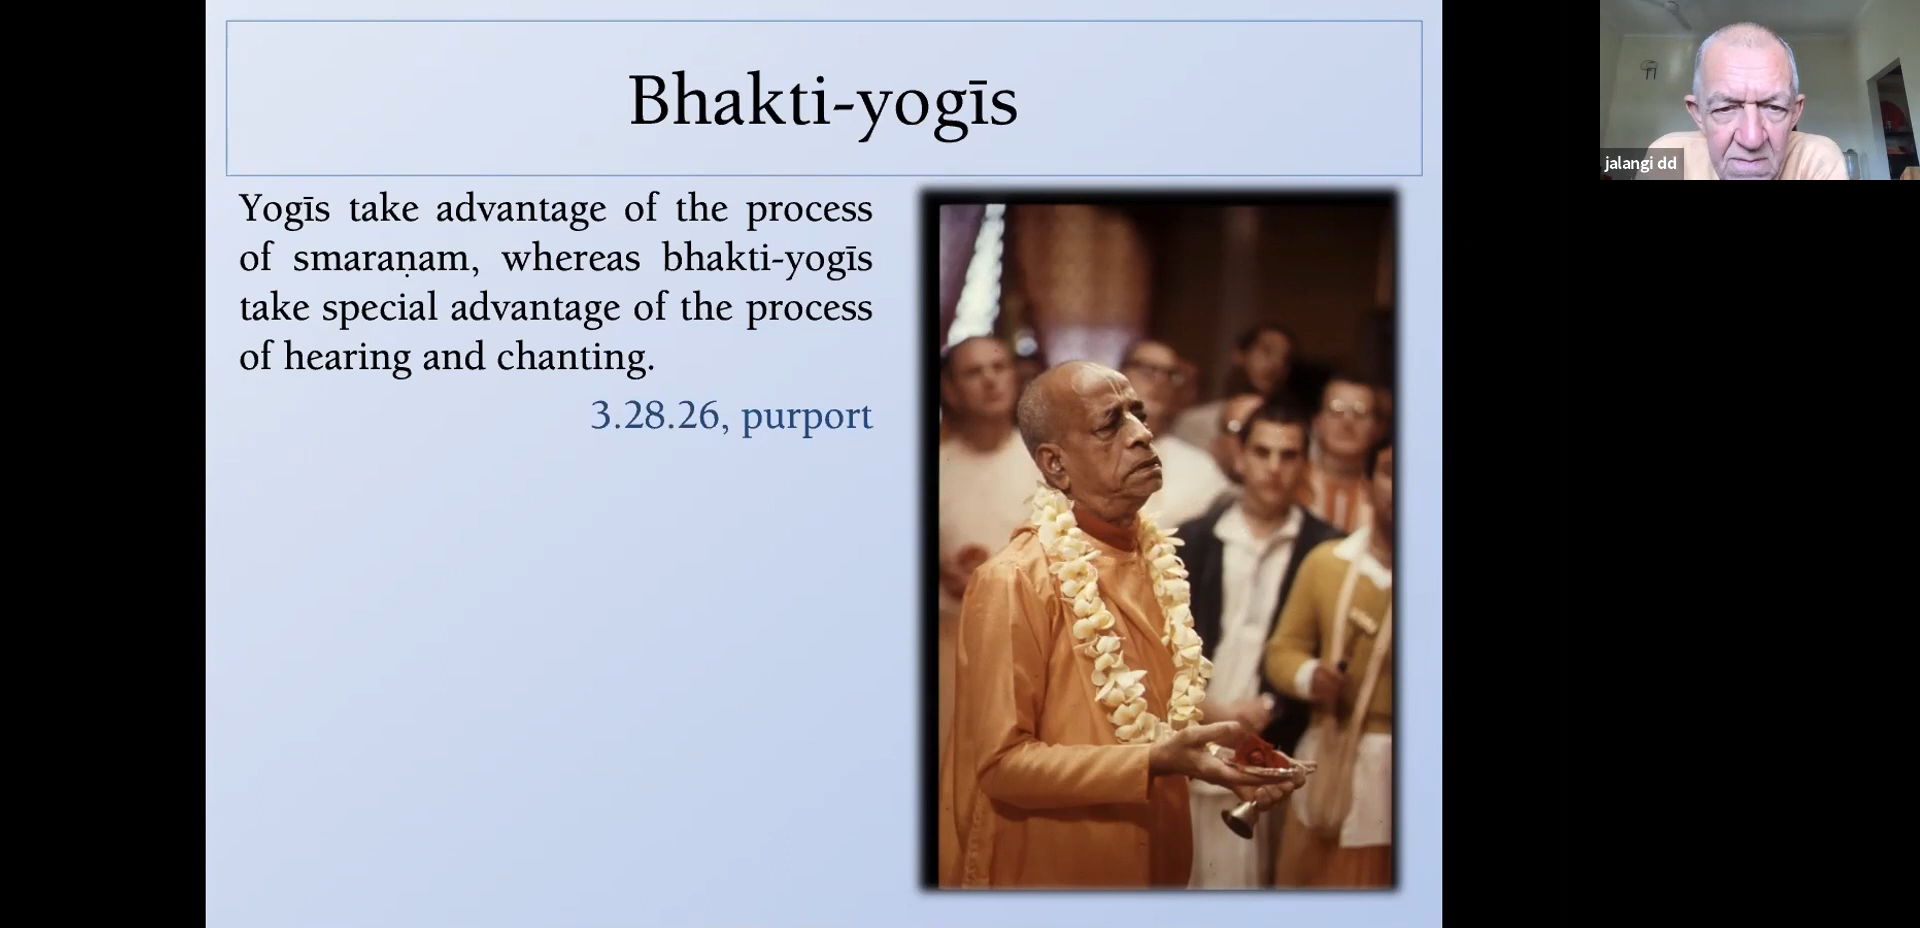 Bhakti-yogīs
Yogīs take advantage of the process
of smaraṇam, whereas bhakti-yogīs
take special advantage of the process
of hearing and chanting.
3.28.26, purport
jalangi dd